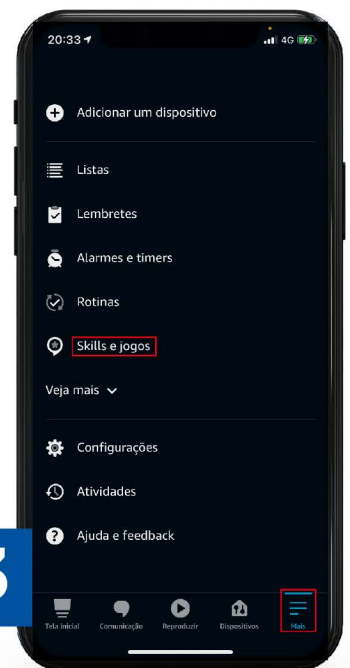 20:33 4G
Adicionar um dispositivo
Listas
Lembretes
Alarmes e timers
Rotinas
Skills e jogos
Veja mais
Configurações
Atividades
Ajuda e feedback
3
Tela inicial Comunicação Reproduzir Dispositivos Mais